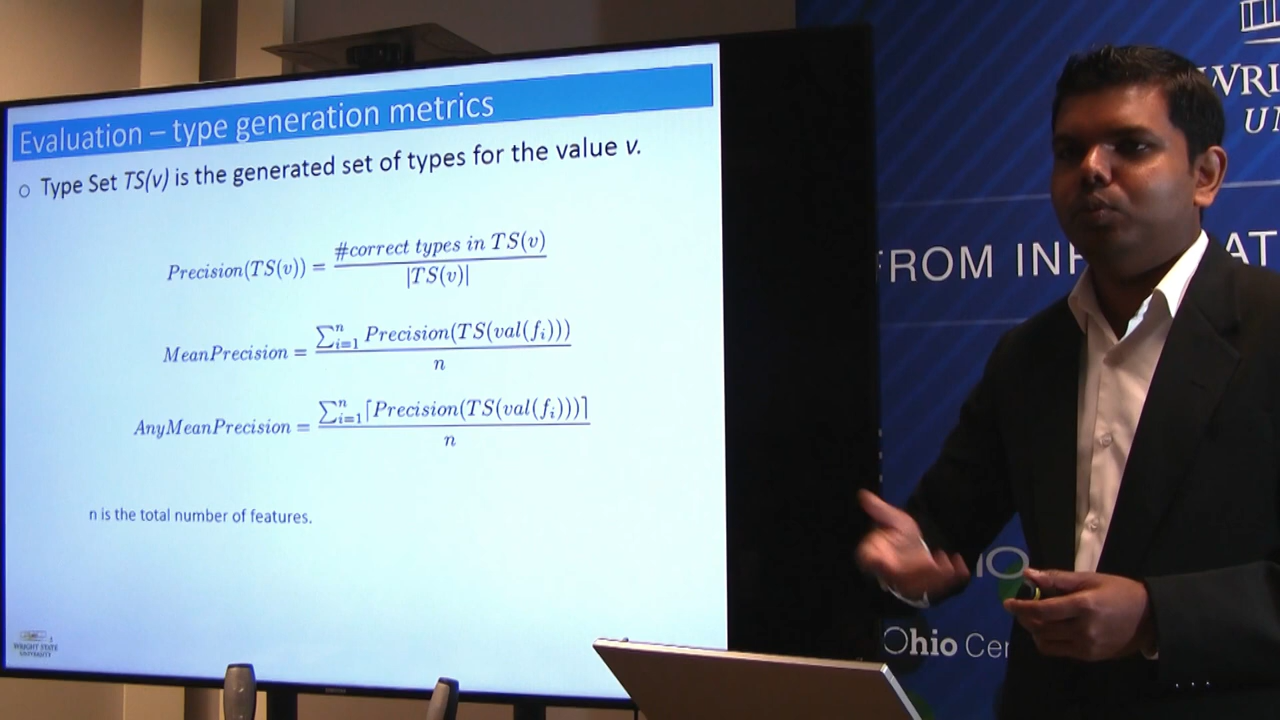 Evaluation – type generation metrics
○ Type Set TS(v) is the generated set of types for the value v.
Precision(TS(v)) = #correct types in TS(v) / |TS(v)|
MeanPrecision = ∑ⁿᵢ₌₁ Precision(TS(val(fᵢ))) / n
AnyMeanPrecision = ∑ⁿᵢ₌₁⌈Precision(TS(val(fᵢ)))⌉ / n
n is the total number of features.
WRIGHT STATE
UNIVERSITY
WRI
UN
FROM IN
AT
Ohio Cen